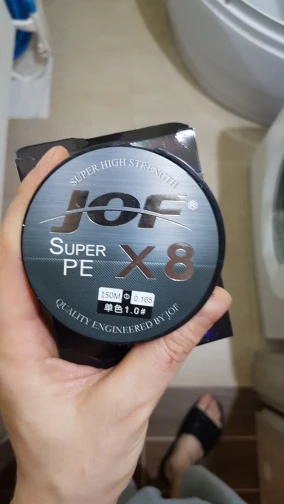 SUPER HIGH STRENGTH
JOF®
SUPER PE X8
150M Φ 0.165
单色1.0#
QUALITY ENGINEERED BY JOF